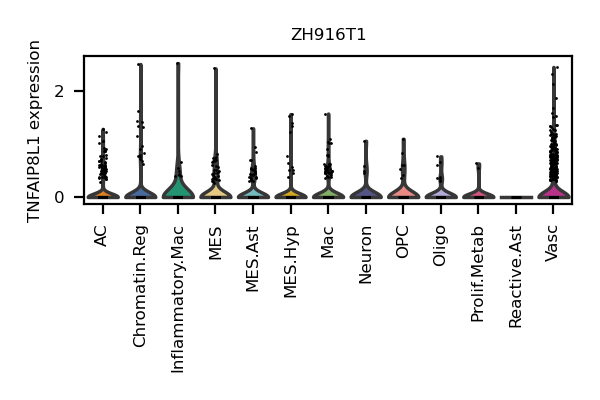 ZH916T1
TNFAIP8L1 expression
2
0
AC
Chromatin.Reg
Inflammatory.Mac
MES
MES.Ast
MES.Hyp
Mac
Neuron
OPC
Oligo
Prolif.Metab
Reactive.Ast
Vasc